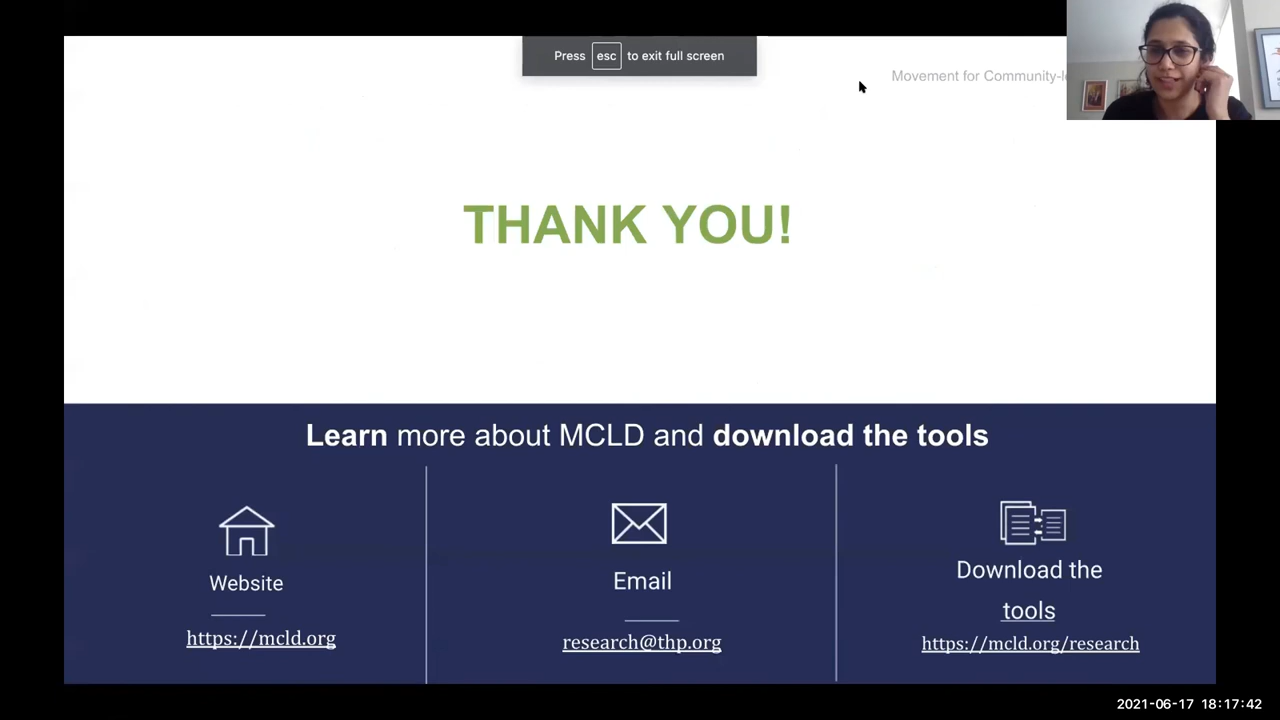 Press esc to exit full screen
Movement for
THANK YOU!
Learn more about MCLD and download the tools
Website
https://mcld.org
Email
research@thp.org
Download the
tools
https://mcld.org/research
2021-06-17 18:17:42